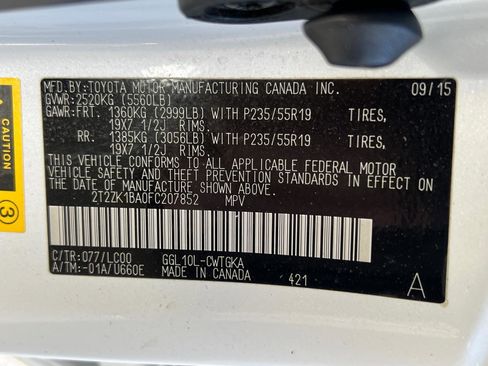 MFD.BY:TOYOTA MOTOR MANUFACTURING CANADA INC. 09/15
GVWR:2520KG (5560LB)
GAWR:FRT. 1360KG (2999LB) WITH P235/55R19 TIRES,
19X7 1/2J RIMS.
RR. 1385KG (3056LB) WITH P235/55R19 TIRES,
19X7 1/2J RIMS.
THIS VEHICLE CONFORMS TO ALL APPLICABLE FEDERAL MOTOR
VEHICLE SAFETY AND THEFT PREVENTION STANDARDS IN EFFECT ON
THE DATE OF MANUFACTURE SHOWN ABOVE.
2T2ZK1BA0FC207852 MPV
C/TR:077/LC00 GGL10L-CWTGKA
A/TM:-01A/U660E MADE IN CANADA 421 A
CAUTION
3